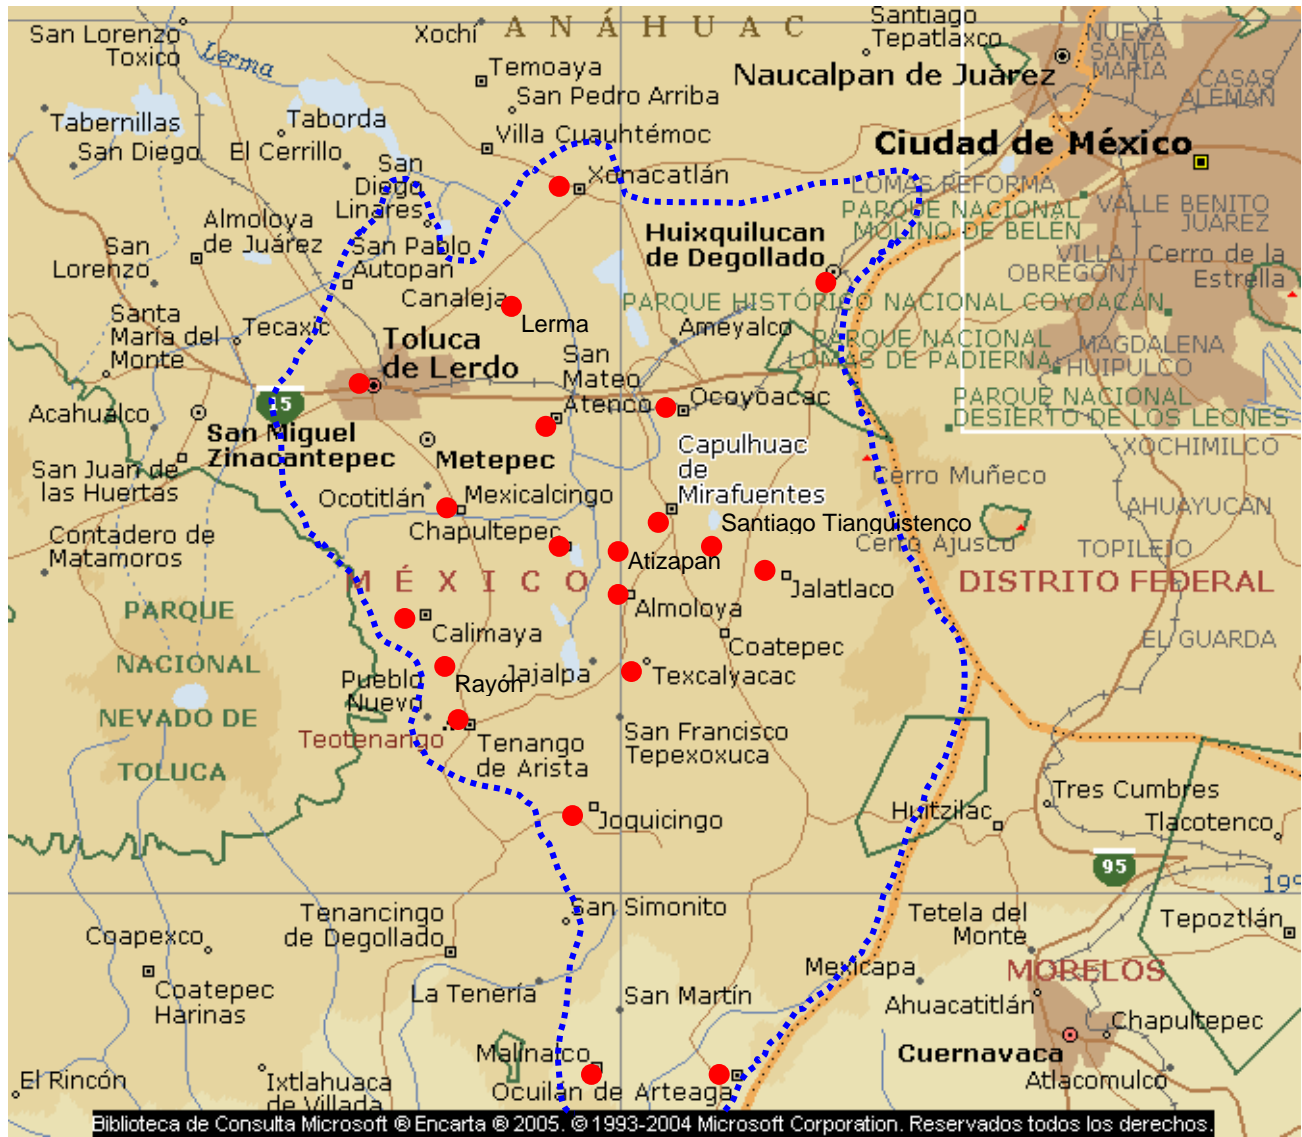 San Lorenzo
Toxico
Lerma
Xochi
ANÁHUAC
Santiago
Tepatlaxco
NUEVA
SANTA
MARIA
CASAS
ALEMAN
Temoaya
Naucalpan de Juárez
San Pedro Arriba
Tabernillas
Taborda
Villa Cuauhtémoc
Ciudad de México
San Diego
El Cerrillo
San
Diego
Linares
Xonacatlán
LOMAS REFORMA
PARQUE NACIONAL
MOLINO DE BELÉN
VALLE BENITO
JUAREZ
Almoloya
de Juárez
San
Lorenzo
San Pablo
Autopan
Huixquilucan
de Degollado
VILLA
OBREGON
Cerro de la
Estrella
Canaleja
Lerma
PARQUE HISTÓRICO NACIONAL COYOACÁN
Santa
Maria del
Monte
Tecaxic
Toluca
de Lerdo
Ameyalco
PARQUE NACIONAL
LOMAS DE PADIERNA
MAGDALENA
HUIPULCO
San
Mateo
Atenco
Ocoyoacac
15
PARQUE NACIONAL
DESIERTO DE LOS LEONES
Acahualco
San Miguel
Zinacantepec
Metepec
Capulhuac
de
Mirafuentes
XOCHIMILCO
San Juan de
las Huertas
Ocotitlán
Mexicalcingo
Cerro Muñeco
AHUAYUCAN
Contadero de
Matamoros
Chapultepec
Santiago Tianguistenco
Cerro Ajusco
TOPILEJO
Atizapan
MÉXICO
Jalatlaco
DISTRITO FEDERAL
PARQUE
NACIONAL
NEVADO DE
TOLUCA
Almoloya
Calimaya
Coatepec
EL GUARDA
Jajalpa
Rayón
Texcalyacac
Pueblo
Nuevo
Teotenango
Tenango
de Arista
San Francisco
Tepexoxuca
Joquicingo
Huitzilac
Tres Cumbres
Tlacotenco
95
19°
Tenancingo
de Degollado
San Simonito
Tetela del
Monte
Tepoztlán
Coapexco
Coatepec
Harinas
La Tenería
San Martín
Mexicapa
MORELOS
Ahuacatitlán
Chapultepec
Cuernavaca
Malinalco
Ocuilan de Arteaga
Atlacomulco
El Rincón
Ixtlahuaca
de Villada
Biblioteca de Consulta Microsoft ® Encarta ® 2005. © 1993-2004 Microsoft Corporation. Reservados todos los derechos.